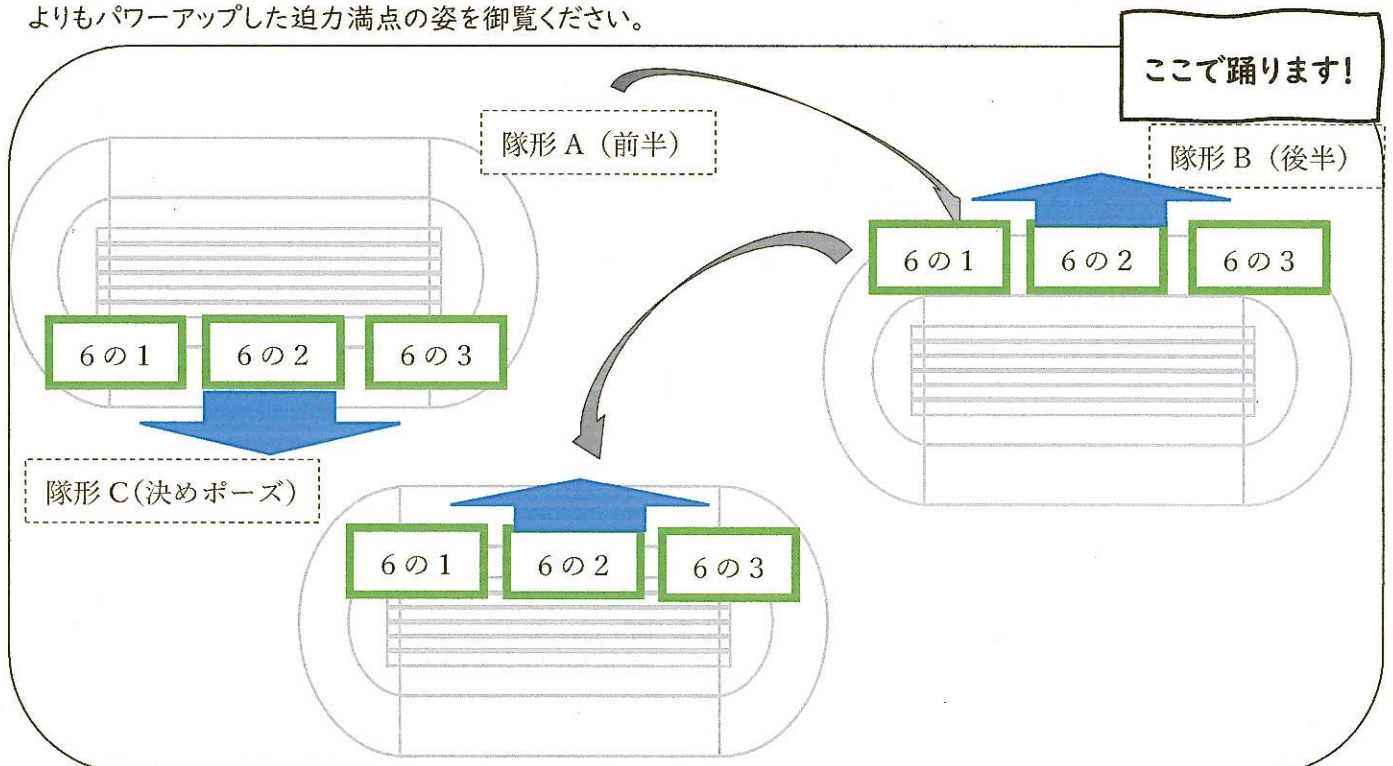 よりもパワーアップした迫力満点の姿を御覧ください。
ここで踊ります!
隊形 A（前半）
隊形 B（後半）
6の1
6の2
6の3
6の1
6の2
6の3
隊形 C(決めポーズ)
6の1
6の2
6の3